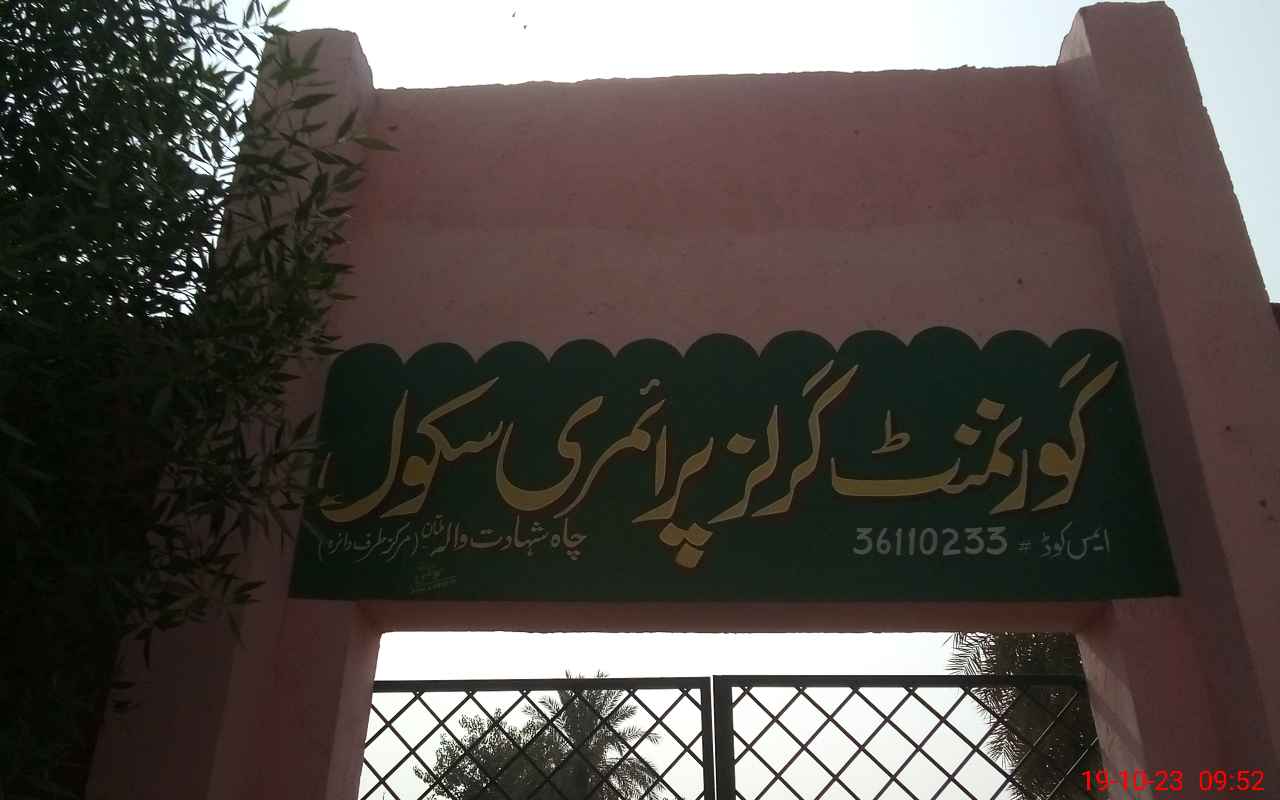 گورنمنٹ گرلز پرائمری سکول
ایس کوڈ # 36110233
چاہ شہادت والہ ملتان (مرکز طرف دائرہ)
19-10-23 09:52